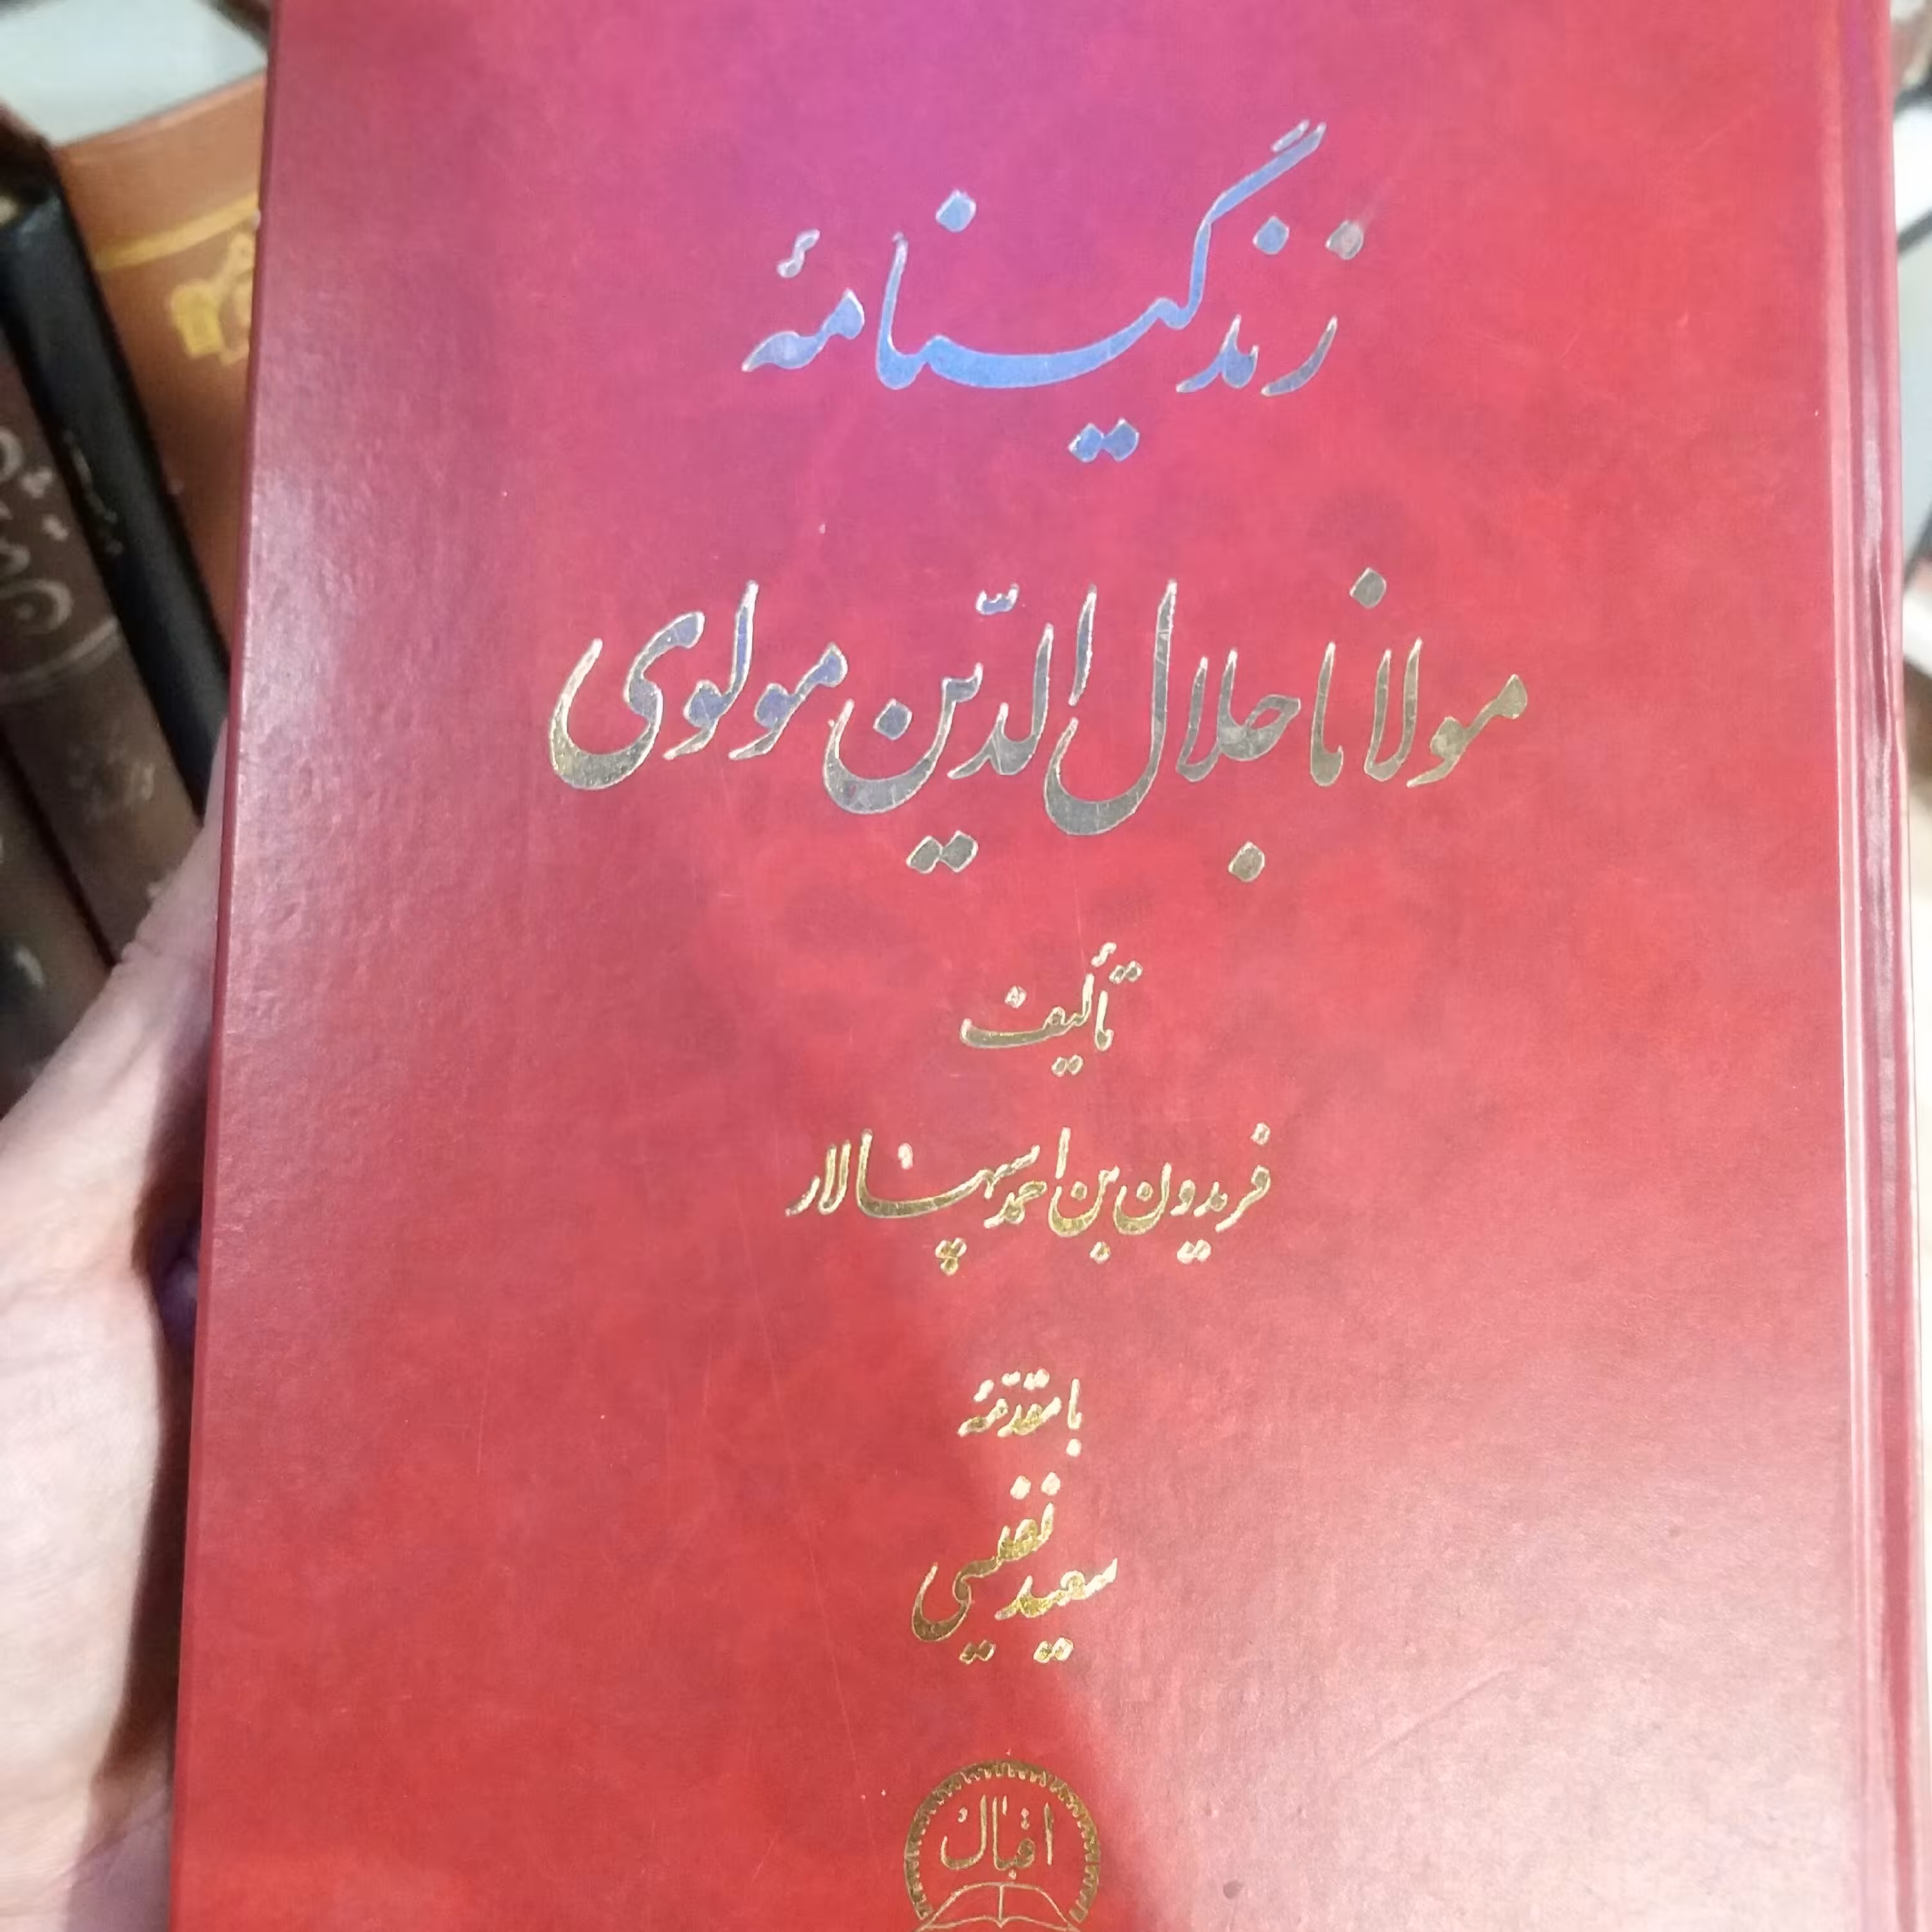 زندگینامهٔ
مولانا جلال الدّین مولوی
تألیف
فریدون بن احمد سپهسالار
با مقدّمهٔ
سعید نفیسی
اقبال